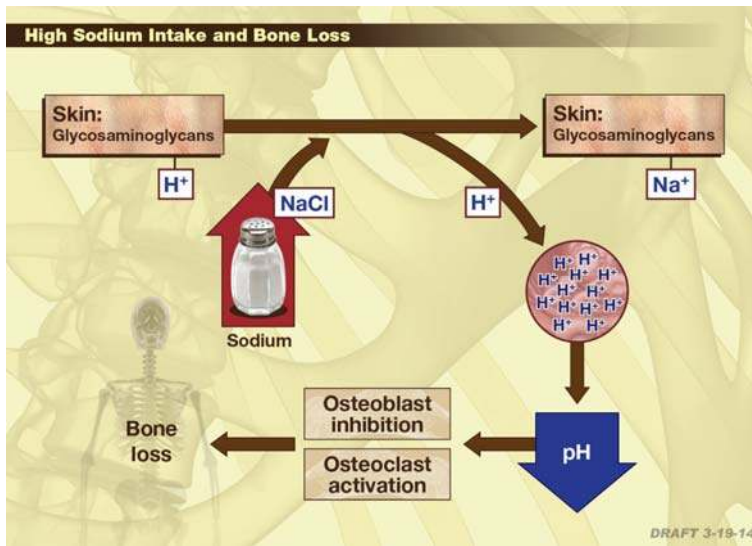 High Sodium Intake and Bone Loss
Skin:
Glycosaminoglycans
H⁺
NaCl
Sodium
H⁺
Skin:
Glycosaminoglycans
Na⁺
H⁺ H⁺
H⁺ H⁺ H⁺
H⁺ H⁺
H⁺ H⁺ H⁺ H⁺
H⁺ H⁺
pH
Osteoblast
inhibition
Osteoclast
activation
Bone
loss
DRAFT 3-19-14